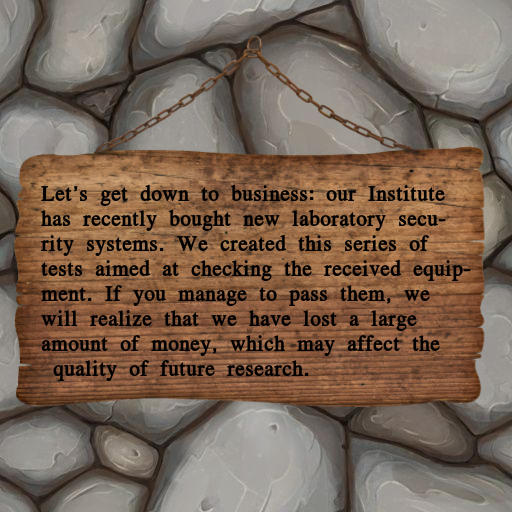 Let's get down to business: our Institute
has recently bought new laboratory secu-
rity systems. We created this series of
tests aimed at checking the received equip-
ment. If you manage to pass them, we
will realize that we have lost a large
amount of money, which may affect the
quality of future research.